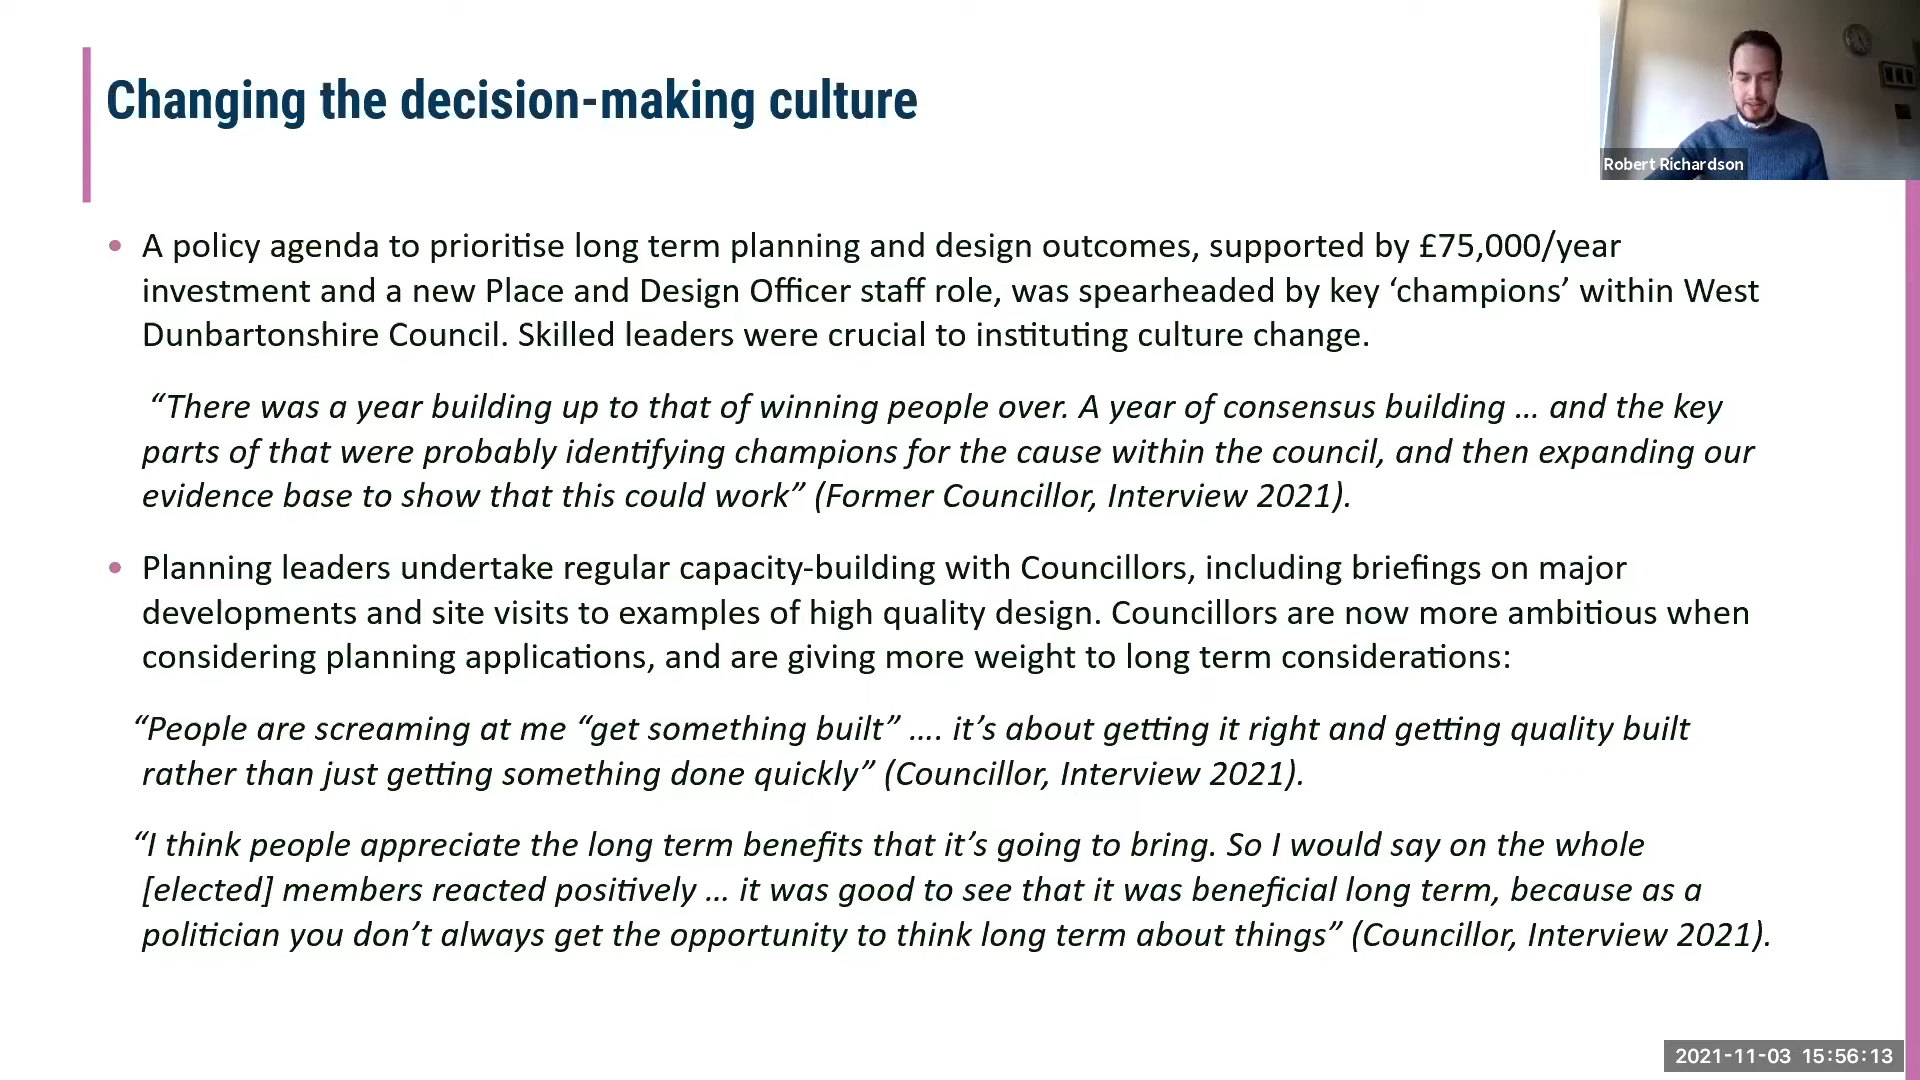 Changing the decision-making culture
Robert Richardson
• A policy agenda to prioritise long term planning and design outcomes, supported by £75,000/year
investment and a new Place and Design Officer staff role, was spearheaded by key ‘champions’ within West
Dunbartonshire Council. Skilled leaders were crucial to instituting culture change.
“There was a year building up to that of winning people over. A year of consensus building … and the key
parts of that were probably identifying champions for the cause within the council, and then expanding our
evidence base to show that this could work” (Former Councillor, Interview 2021).
• Planning leaders undertake regular capacity-building with Councillors, including briefings on major
developments and site visits to examples of high quality design. Councillors are now more ambitious when
considering planning applications, and are giving more weight to long term considerations:
“People are screaming at me “get something built” …. it’s about getting it right and getting quality built
rather than just getting something done quickly” (Councillor, Interview 2021).
“I think people appreciate the long term benefits that it’s going to bring. So I would say on the whole
[elected] members reacted positively … it was good to see that it was beneficial long term, because as a
politician you don’t always get the opportunity to think long term about things” (Councillor, Interview 2021).
2021-11-03 15:56:13